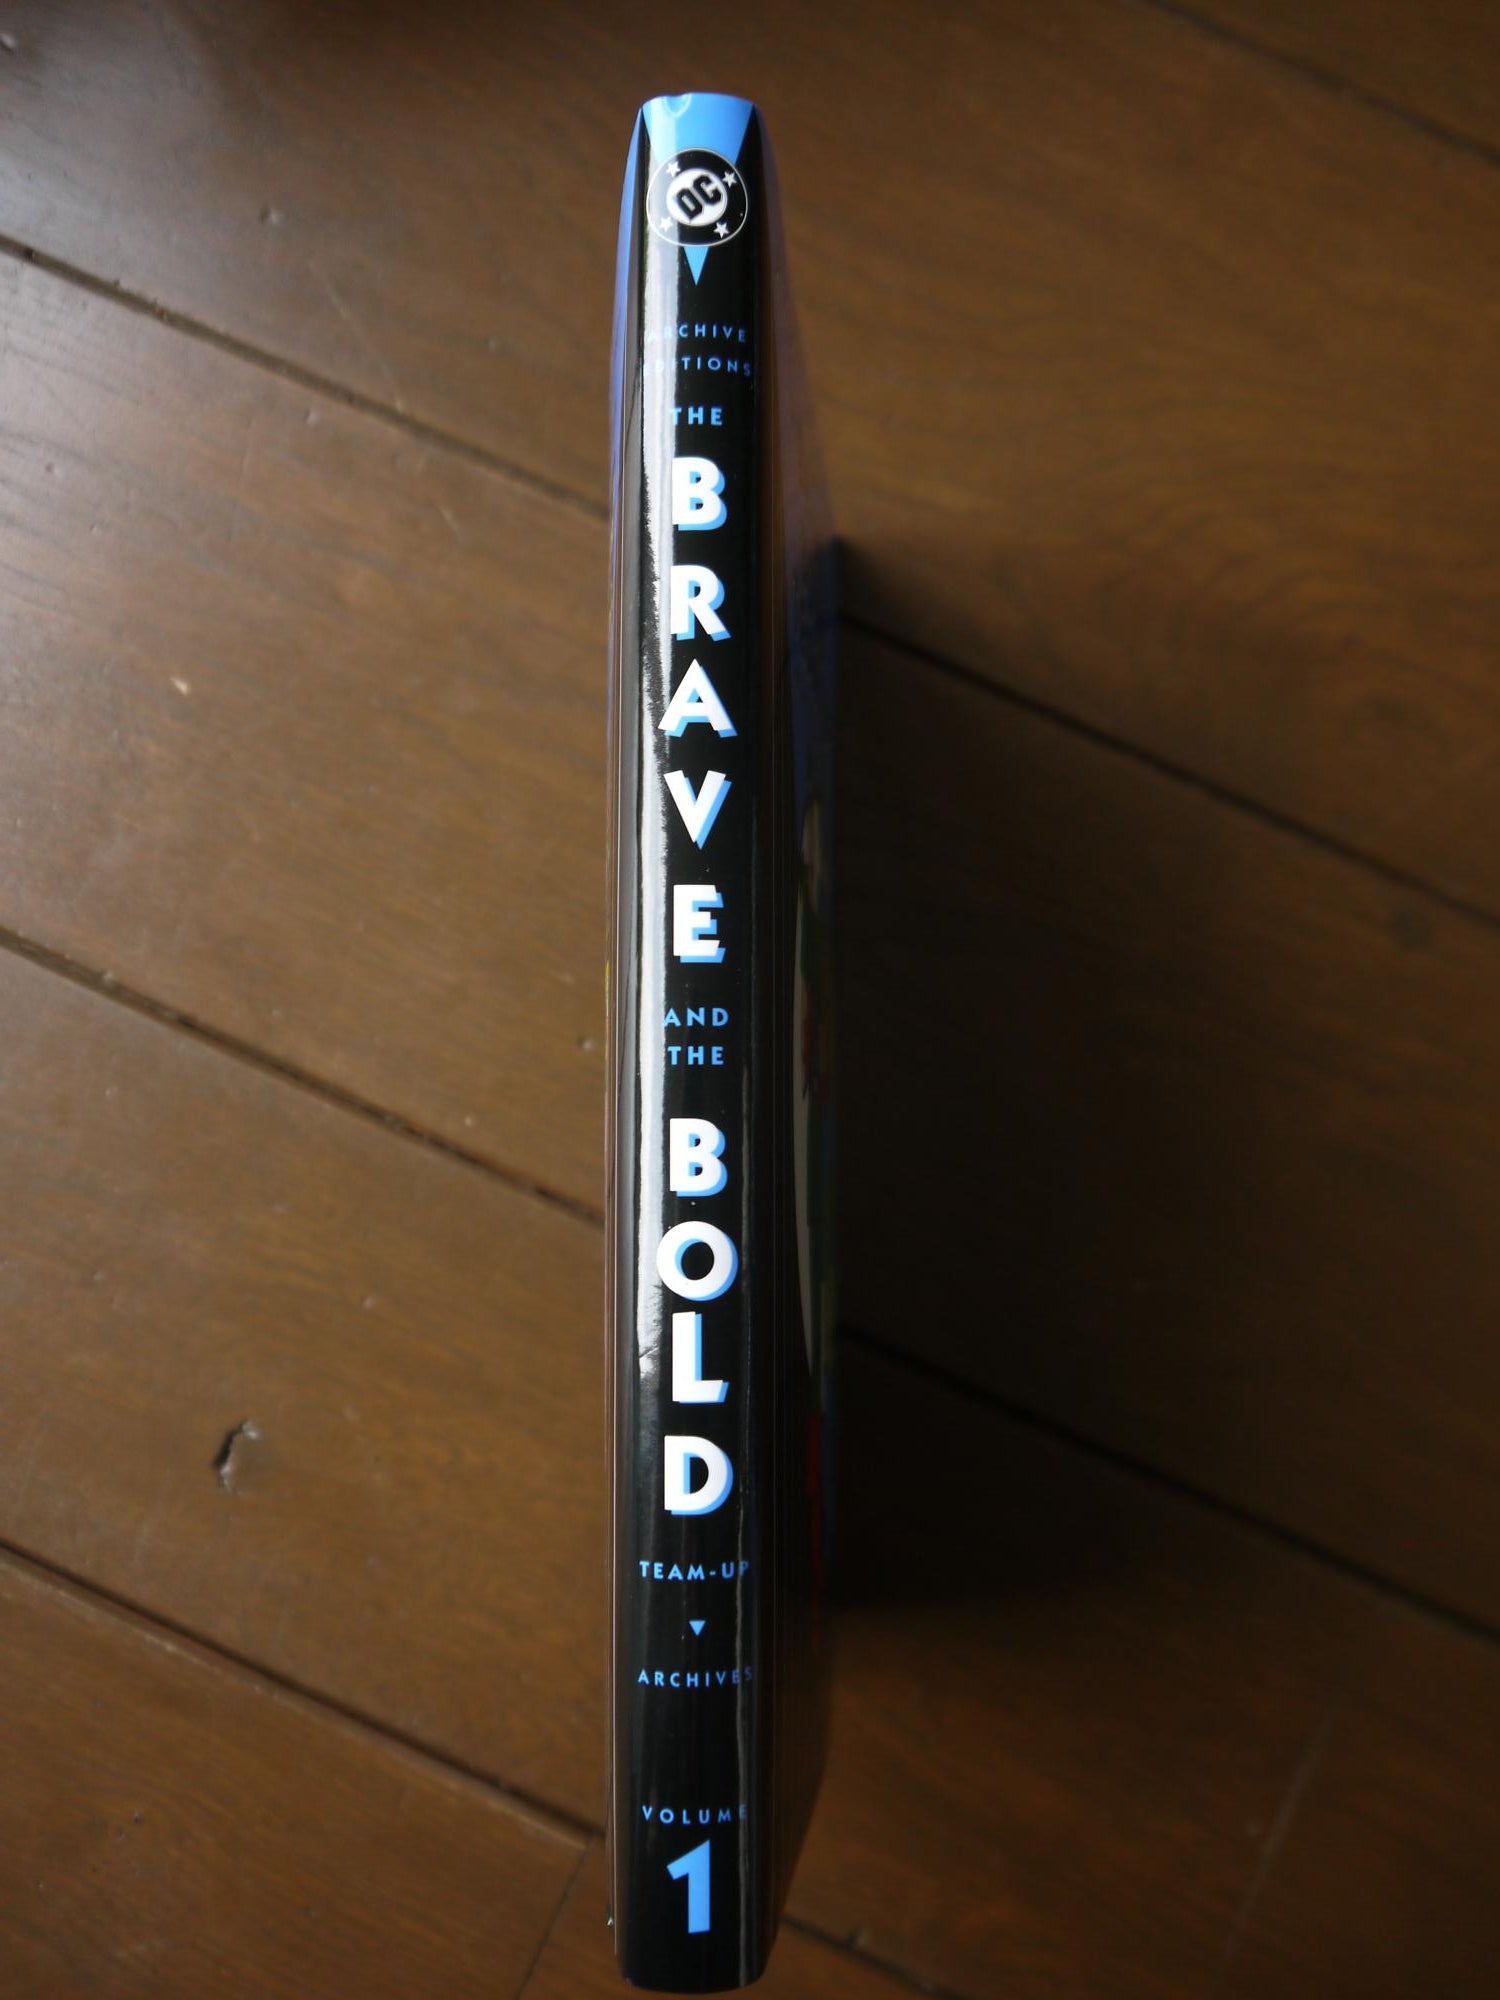 DC
ARCHIVE
EDITIONS
THE
BRAVE
AND
THE
BOLD
TEAM-UP
ARCHIVES
VOLUME
1